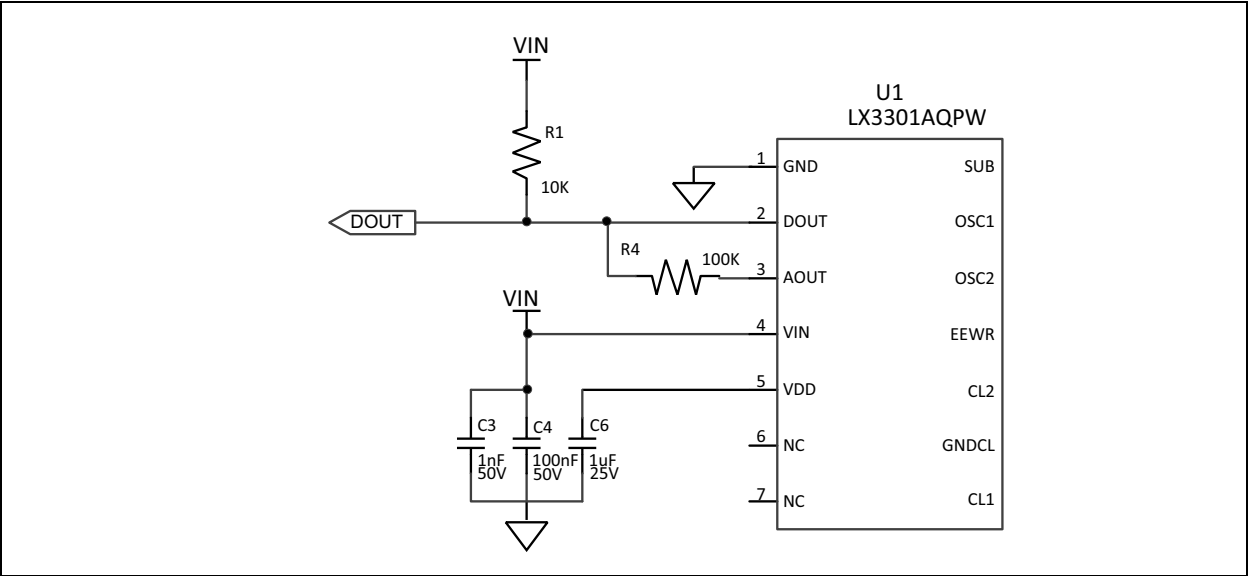 VIN
U1
LX3301AQPW
R1
10K
1 GND SUB
DOUT
2 DOUT OSC1
R4
100K
3 AOUT OSC2
VIN
4 VIN EEWR
5 VDD CL2
C3
1nF
50V
C4
100nF
50V
C6
1uF
25V
6 NC GNDCL
7 NC CL1